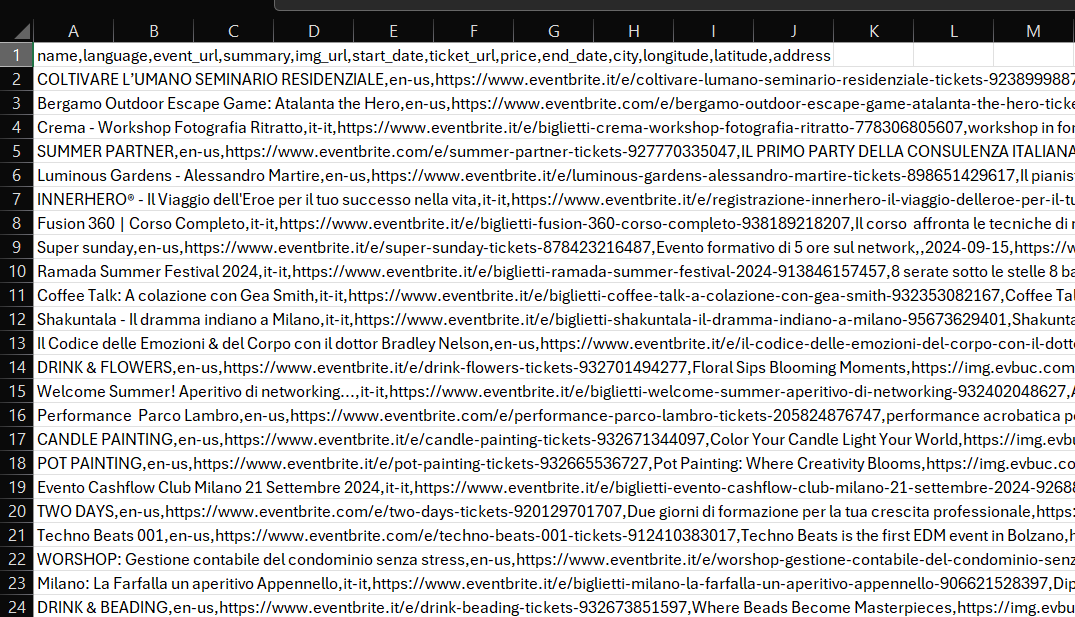 A B C D E F G H I J K L M
1 name,language,event_url,summary,img_url,start_date,ticket_url,price,end_date,city,longitude,latitude,address
2 COLTIVARE L’UMANO SEMINARIO RESIDENZIALE,en-us,https://www.eventbrite.it/e/coltivare-lumano-seminario-residenziale-tickets-9238999887
3 Bergamo Outdoor Escape Game: Atalanta the Hero,en-us,https://www.eventbrite.com/e/bergamo-outdoor-escape-game-atalanta-the-hero-ticke
4 Crema - Workshop Fotografia Ritratto,it-it,https://www.eventbrite.it/e/biglietti-crema-workshop-fotografia-ritratto-778306805607,workshop in for
5 SUMMER PARTNER,en-us,https://www.eventbrite.com/e/summer-partner-tickets-927770335047,IL PRIMO PARTY DELLA CONSULENZA ITALIANA
6 Luminous Gardens - Alessandro Martire,en-us,https://www.eventbrite.it/e/luminous-gardens-alessandro-martire-tickets-898651429617,Il pianis
7 INNERHERO® - Il Viaggio dell'Eroe per il tuo successo nella vita,it-it,https://www.eventbrite.it/e/registrazione-innerhero-il-viaggio-delleroe-per-il-tu
8 Fusion 360 | Corso Completo,it-it,https://www.eventbrite.it/e/biglietti-fusion-360-corso-completo-938189218207,Il corso  affronta le tecniche di
9 Super sunday,en-us,https://www.eventbrite.it/e/super-sunday-tickets-878423216487,Evento formativo di 5 ore sul network,,2024-09-15,https://w
10 Ramada Summer Festival 2024,it-it,https://www.eventbrite.it/e/biglietti-ramada-summer-festival-2024-913846157457,8 serate sotto le stelle 8 ba
11 Coffee Talk: A colazione con Gea Smith,it-it,https://www.eventbrite.it/e/biglietti-coffee-talk-a-colazione-con-gea-smith-932353082167,Coffee Tal
12 Shakuntala - Il dramma indiano a Milano,it-it,https://www.eventbrite.it/e/biglietti-shakuntala-il-dramma-indiano-a-milano-95673629401,Shakunta
13 Il Codice delle Emozioni & del Corpo con il dottor Bradley Nelson,en-us,https://www.eventbrite.it/e/il-codice-delle-emozioni-del-corpo-con-il-dotto
14 DRINK & FLOWERS,en-us,https://www.eventbrite.it/e/drink-flowers-tickets-932701494277,Floral Sips Blooming Moments,https://img.evbuc.com
15 Welcome Summer! Aperitivo di networking...,it-it,https://www.eventbrite.it/e/biglietti-welcome-summer-aperitivo-di-networking-932402048627,A
16 Performance  Parco Lambro,en-us,https://www.eventbrite.com/e/performance-parco-lambro-tickets-205824876747,performance acrobatica p
17 CANDLE PAINTING,en-us,https://www.eventbrite.it/e/candle-painting-tickets-932671344097,Color Your Candle Light Your World,https://img.evbu
18 POT PAINTING,en-us,https://www.eventbrite.it/e/pot-painting-tickets-932665536727,Pot Painting: Where Creativity Blooms,https://img.evbuc.co
19 Evento Cashflow Club Milano 21 Settembre 2024,it-it,https://www.eventbrite.it/e/biglietti-evento-cashflow-club-milano-21-settembre-2024-92688
20 TWO DAYS,en-us,https://www.eventbrite.com/e/two-days-tickets-920129701707,Due giorni di formazione per la tua crescita professionale,https:
21 Techno Beats 001,en-us,https://www.eventbrite.com/e/techno-beats-001-tickets-912410383017,Techno Beats is the first EDM event in Bolzano,h
22 WORSHOP: Gestione contabile del condominio senza stress,en-us,https://www.eventbrite.it/e/worshop-gestione-contabile-del-condominio-senz
23 Milano: La Farfalla un aperitivo Appennello,it-it,https://www.eventbrite.it/e/biglietti-milano-la-farfalla-un-aperitivo-appennello-906621528397,Dip
24 DRINK & BEADING,en-us,https://www.eventbrite.it/e/drink-beading-tickets-932673851597,Where Beads Become Masterpieces,https://img.evbu